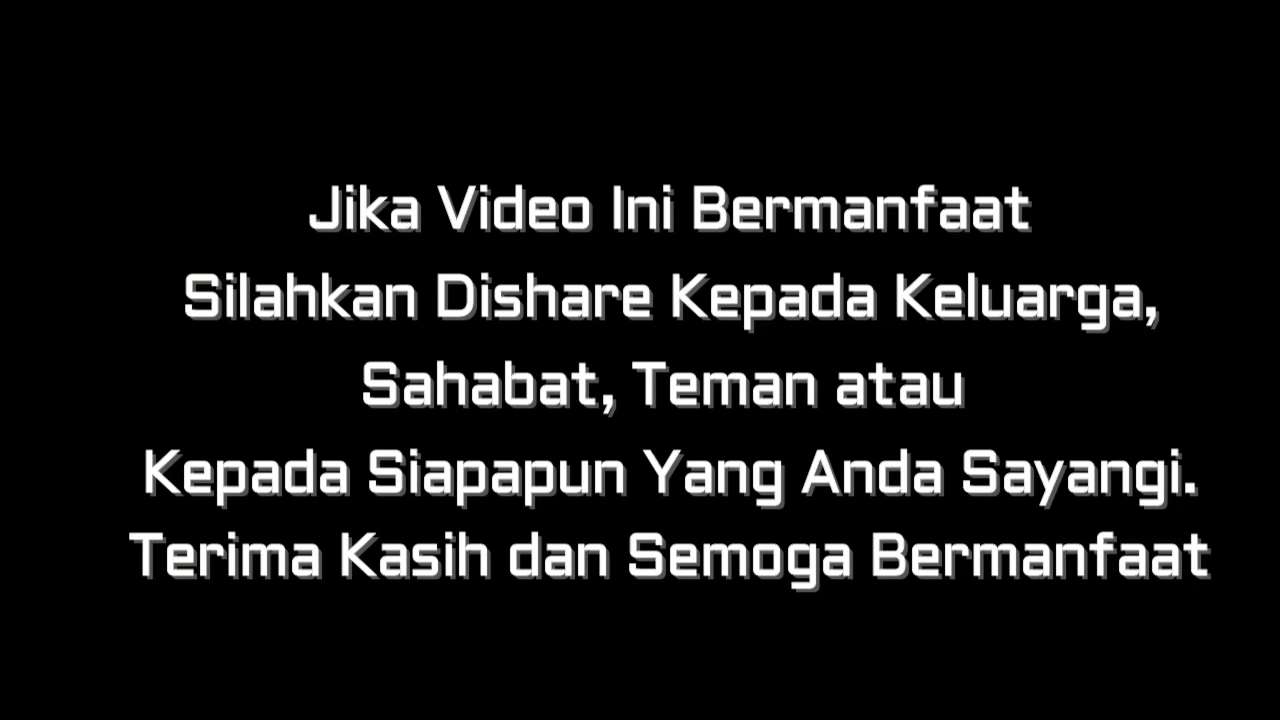 Jika Video Ini Bermanfaat
Silahkan Dishare Kepada Keluarga,
Sahabat, Teman atau
Kepada Siapapun Yang Anda Sayangi.
Terima Kasih dan Semoga Bermanfaat